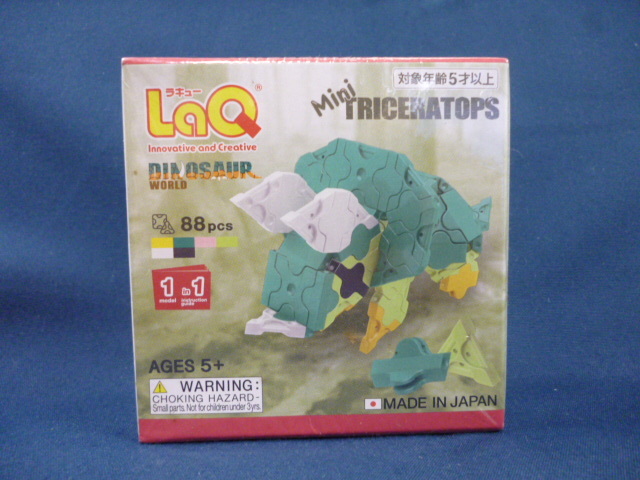 ラキュー
LaQ®
Innovative and Creative
DINOSAUR
WORLD
対象年齢5才以上
Mini
TRICERATOPS
88pcs
1 in 1
model instruction guide
AGES 5+
WARNING:
CHOKING HAZARD-
Small parts. Not for children under 3yrs.
MADE IN JAPAN